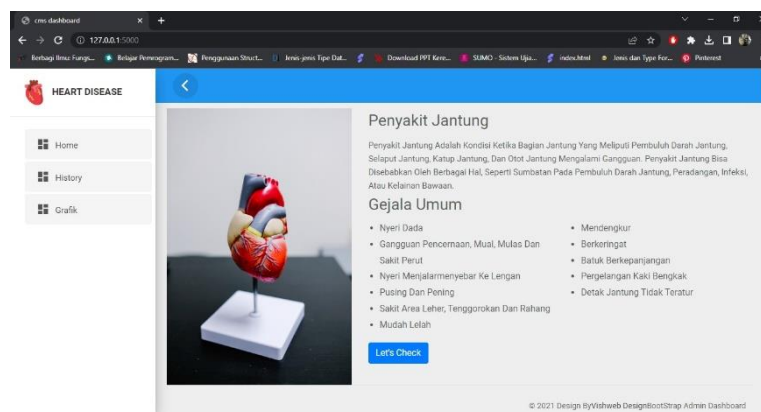 cms dashboard
127.0.0.1:5000
Berbagi Ilmu: Fungs...
Belajar Pemrogram...
Penggunaan Struct...
Jenis-jenis Tipe Dat...
Download PPT Kere...
SUMO - Sistem Ujia...
index.html
Jenis dan Type For...
Pinterest
HEART DISEASE
Home
History
Grafik
Penyakit Jantung
Penyakit Jantung Adalah Kondisi Ketika Bagian Jantung Yang Meliputi Pembuluh Darah Jantung,
Selaput Jantung, Katup Jantung, Dan Otot Jantung Mengalami Gangguan. Penyakit Jantung Bisa
Disebabkan Oleh Berbagai Hal, Seperti Sumbatan Pada Pembuluh Darah Jantung, Peradangan, Infeksi,
Atau Kelainan Bawaan.
Gejala Umum
• Nyeri Dada
• Gangguan Pencernaan, Mual, Mulas Dan
Sakit Perut
• Nyeri Menjalarmenyebar Ke Lengan
• Pusing Dan Pening
• Sakit Area Leher, Tenggorokan Dan Rahang
• Mudah Lelah
• Mendengkur
• Berkeringat
• Batuk Berkepanjangan
• Pergelangan Kaki Bengkak
• Detak Jantung Tidak Teratur
Let's Check
© 2021 Design ByVishweb DesignBootStrap Admin Dashboard